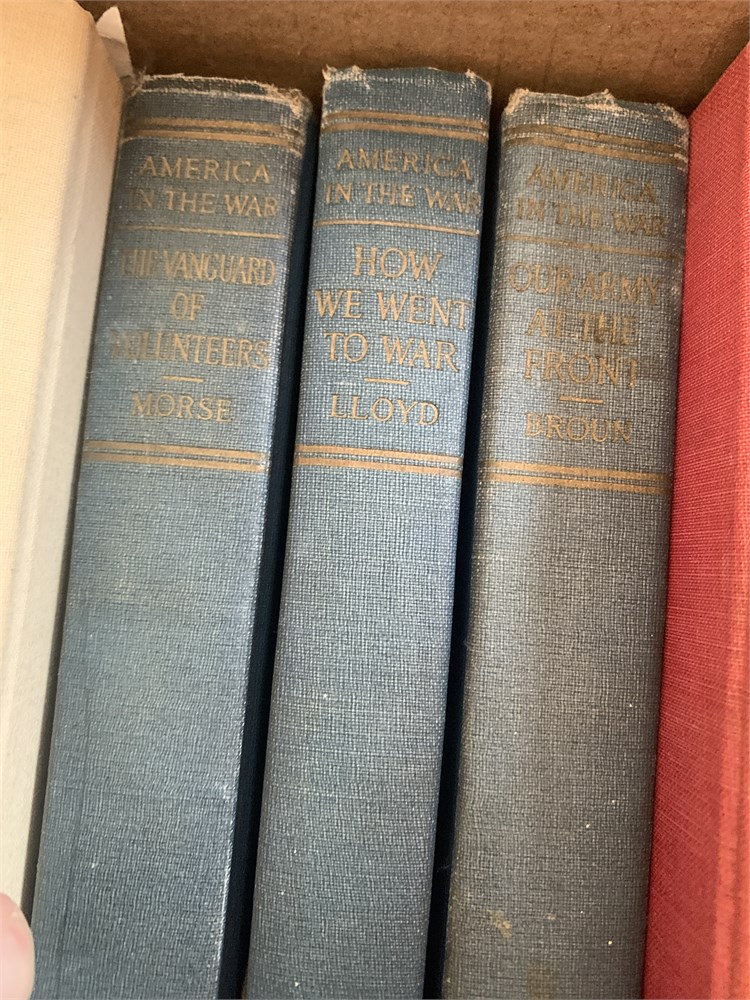 AMERICA
IN THE WAR
THE VANGUARD
OF
VOLUNTEERS
MORSE
AMERICA
IN THE WAR
HOW
WE WENT
TO WAR
LLOYD
AMERICA
IN THE WAR
OUR ARMY
AT THE
FRONT
BROUN